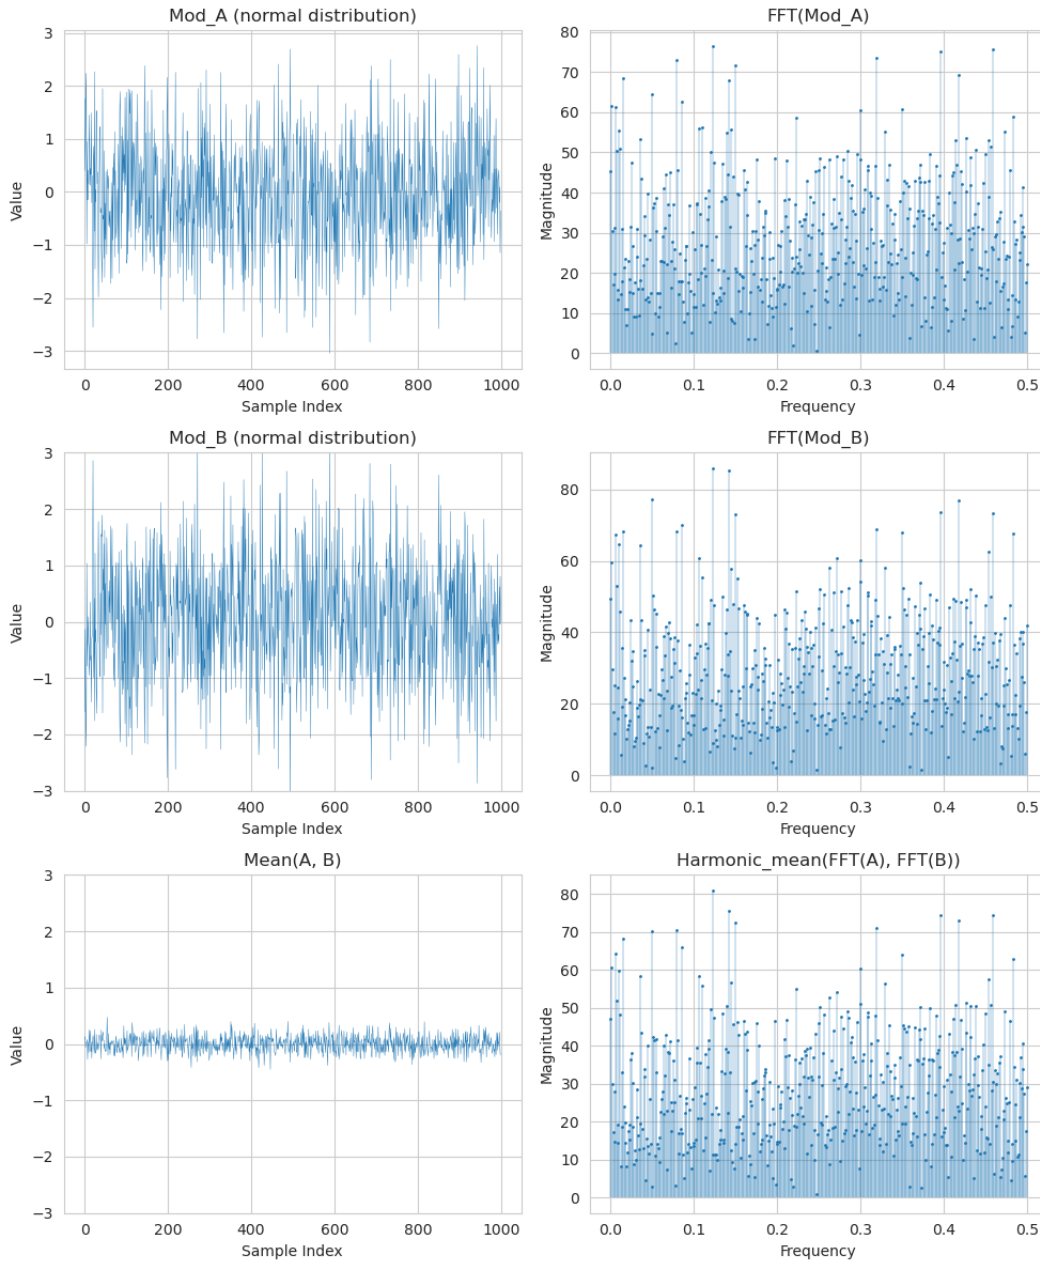 Mod_A (normal distribution)
3
2
1
0
−1
−2
−3
Value
0 200 400 600 800 1000
Sample Index
FFT(Mod_A)
80
70
60
50
40
30
20
10
0
Magnitude
0.0 0.1 0.2 0.3 0.4 0.5
Frequency
Mod_B (normal distribution)
3
2
1
0
−1
−2
−3
Value
0 200 400 600 800 1000
Sample Index
FFT(Mod_B)
80
60
40
20
0
Magnitude
0.0 0.1 0.2 0.3 0.4 0.5
Frequency
Mean(A, B)
3
2
1
0
−1
−2
−3
Value
0 200 400 600 800 1000
Sample Index
Harmonic_mean(FFT(A), FFT(B))
80
70
60
50
40
30
20
10
0
Magnitude
0.0 0.1 0.2 0.3 0.4 0.5
Frequency